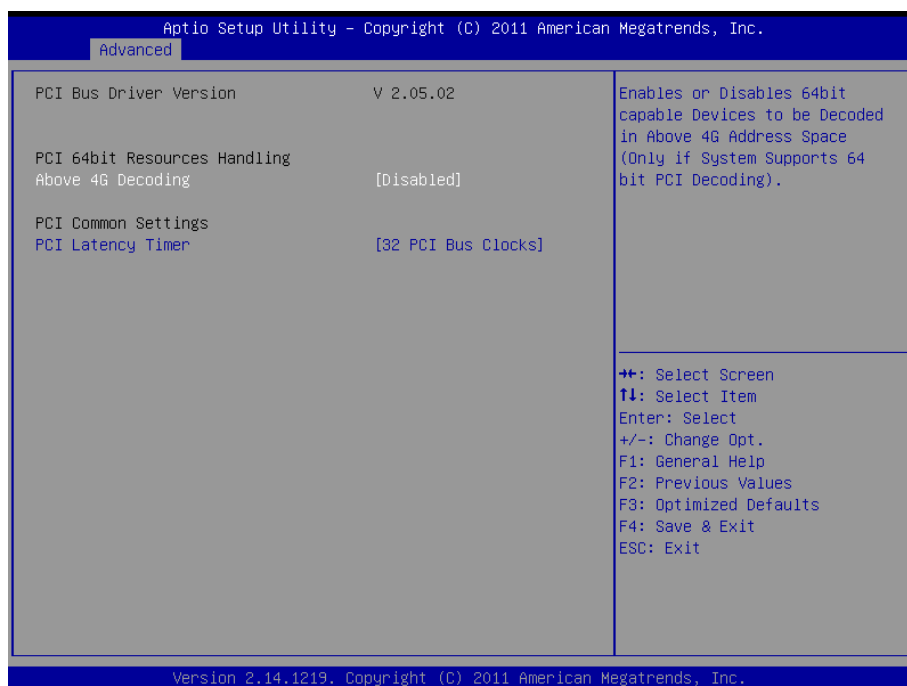 Aptio Setup Utility – Copyright (C) 2011 American Megatrends, Inc.
Advanced
PCI Bus Driver Version V 2.05.02
PCI 64bit Resources Handling
Above 4G Decoding [Disabled]
PCI Common Settings
PCI Latency Timer [32 PCI Bus Clocks]
Enables or Disables 64bit
capable Devices to be Decoded
in Above 4G Address Space
(Only if System Supports 64
bit PCI Decoding).
→←: Select Screen
↑↓: Select Item
Enter: Select
+/-: Change Opt.
F1: General Help
F2: Previous Values
F3: Optimized Defaults
F4: Save & Exit
ESC: Exit
Version 2.14.1219. Copyright (C) 2011 American Megatrends, Inc.